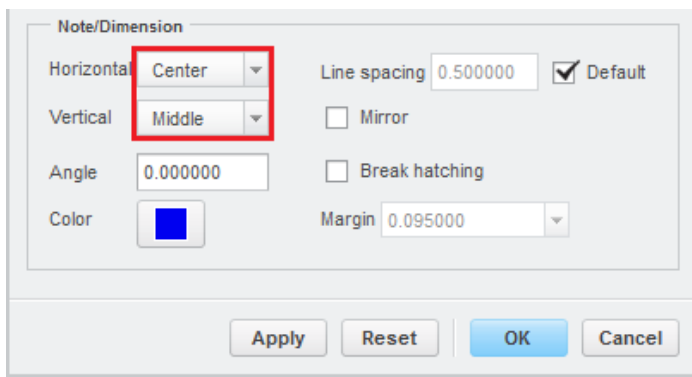 Note/Dimension
Horizontal Center Line spacing 0.500000 Default
Vertical Middle Mirror
Angle 0.000000 Break hatching
Color Margin 0.095000
Apply Reset OK Cancel